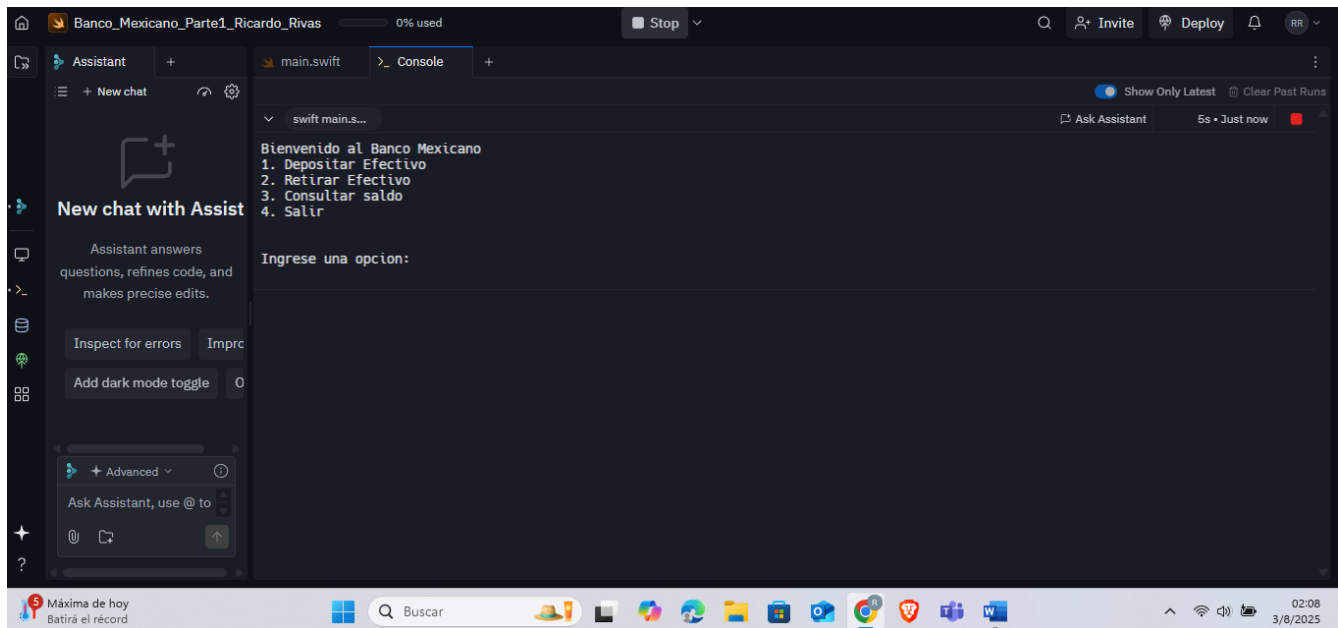 Banco_Mexicano_Parte1_Ricardo_Rivas
0% used
Stop
Invite
Deploy
RR
Assistant
main.swift
>_ Console
+ New chat
Show Only Latest
Clear Past Runs
swift main.s...
Ask Assistant
5s • Just now
Bienvenido al Banco Mexicano
1. Depositar Efectivo
2. Retirar Efectivo
3. Consultar saldo
4. Salir
Ingrese una opcion:
New chat with Assist
Assistant answers
questions, refines code, and
makes precise edits.
Inspect for errors
Impro
Add dark mode toggle
O
Advanced
Ask Assistant, use @ to
?
5
Máxima de hoy
Batirá el récord
Buscar
R
02:08
3/8/2025